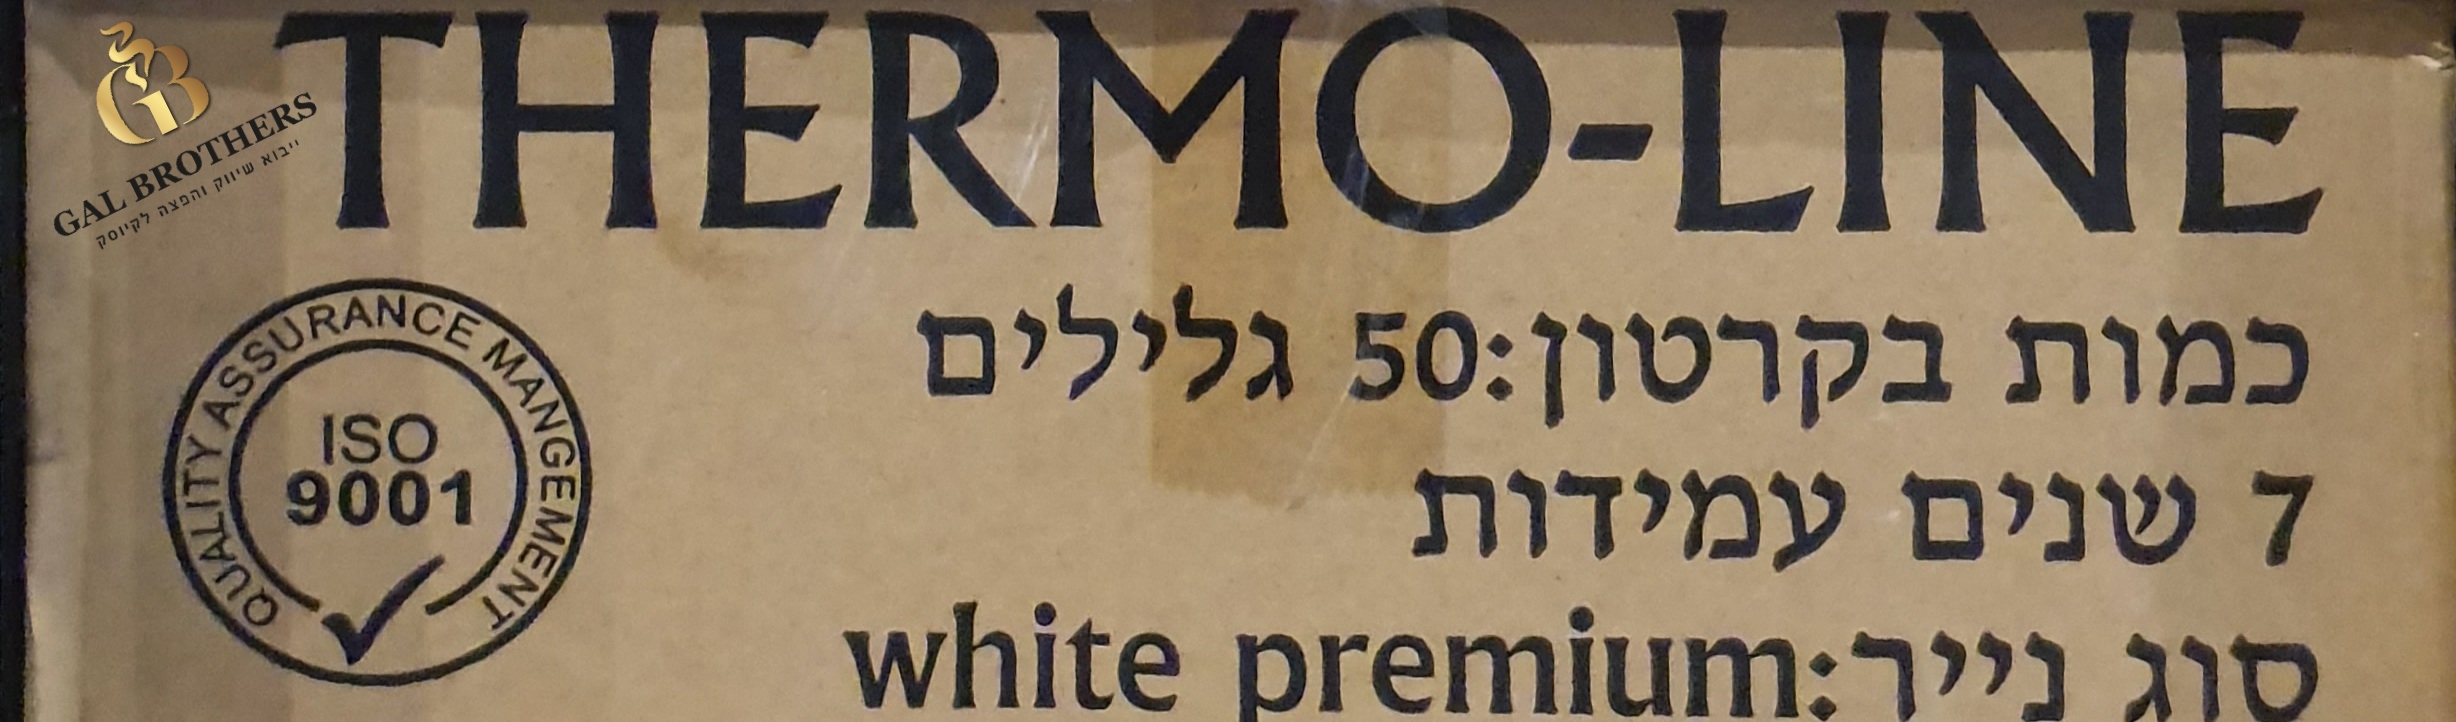 THERMO-LINE
GAL BROTHERS
ייבוא שיווק והפצה לקיוסק
כמות בקרטון:50 גלילים
7 שנים עמידות
סוג נייר:white premium
QUALITY ASSURANCE MANGEMENT
ISO
9001